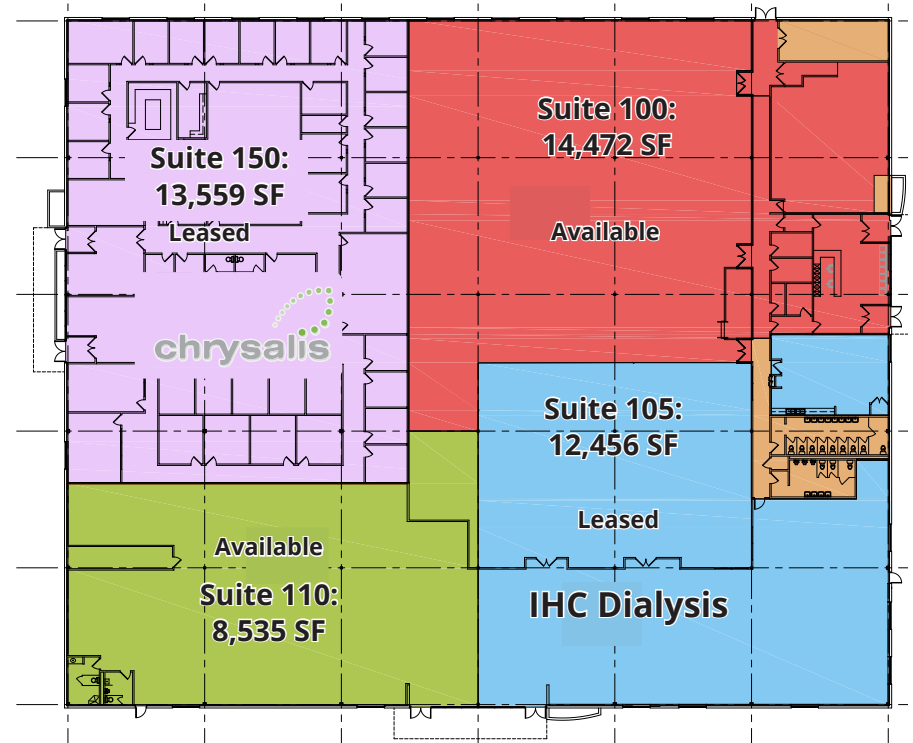 Suite 150:
13,559 SF
Leased
chrysalis
Suite 100:
14,472 SF
Available
Suite 105:
12,456 SF
Leased
IHC Dialysis
Available
Suite 110:
8,535 SF